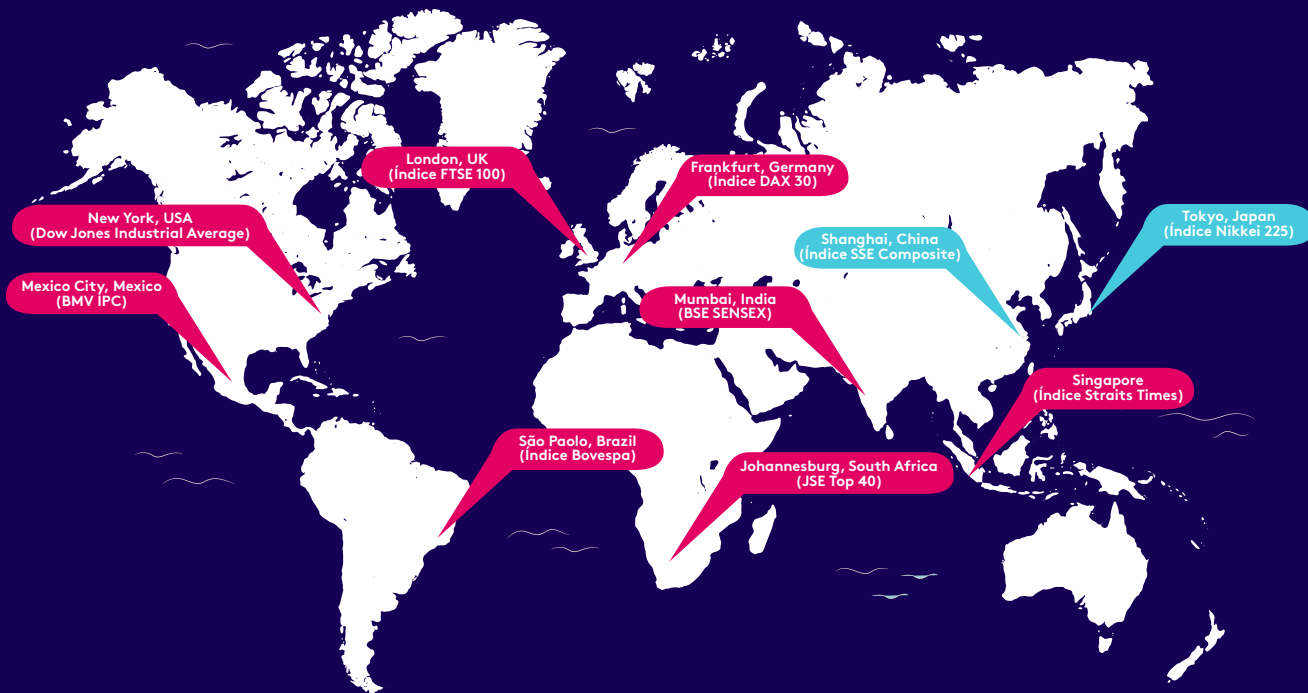 London, UK
(Índice FTSE 100)
Frankfurt, Germany
(Índice DAX 30)
New York, USA
(Dow Jones Industrial Average)
Tokyo, Japan
(Índice Nikkei 225)
Shanghai, China
(Índice SSE Composite)
Mexico City, Mexico
(BMV IPC)
Mumbai, India
(BSE SENSEX)
Singapore
(Índice Straits Times)
São Paolo, Brazil
(Índice Bovespa)
Johannesburg, South Africa
(JSE Top 40)